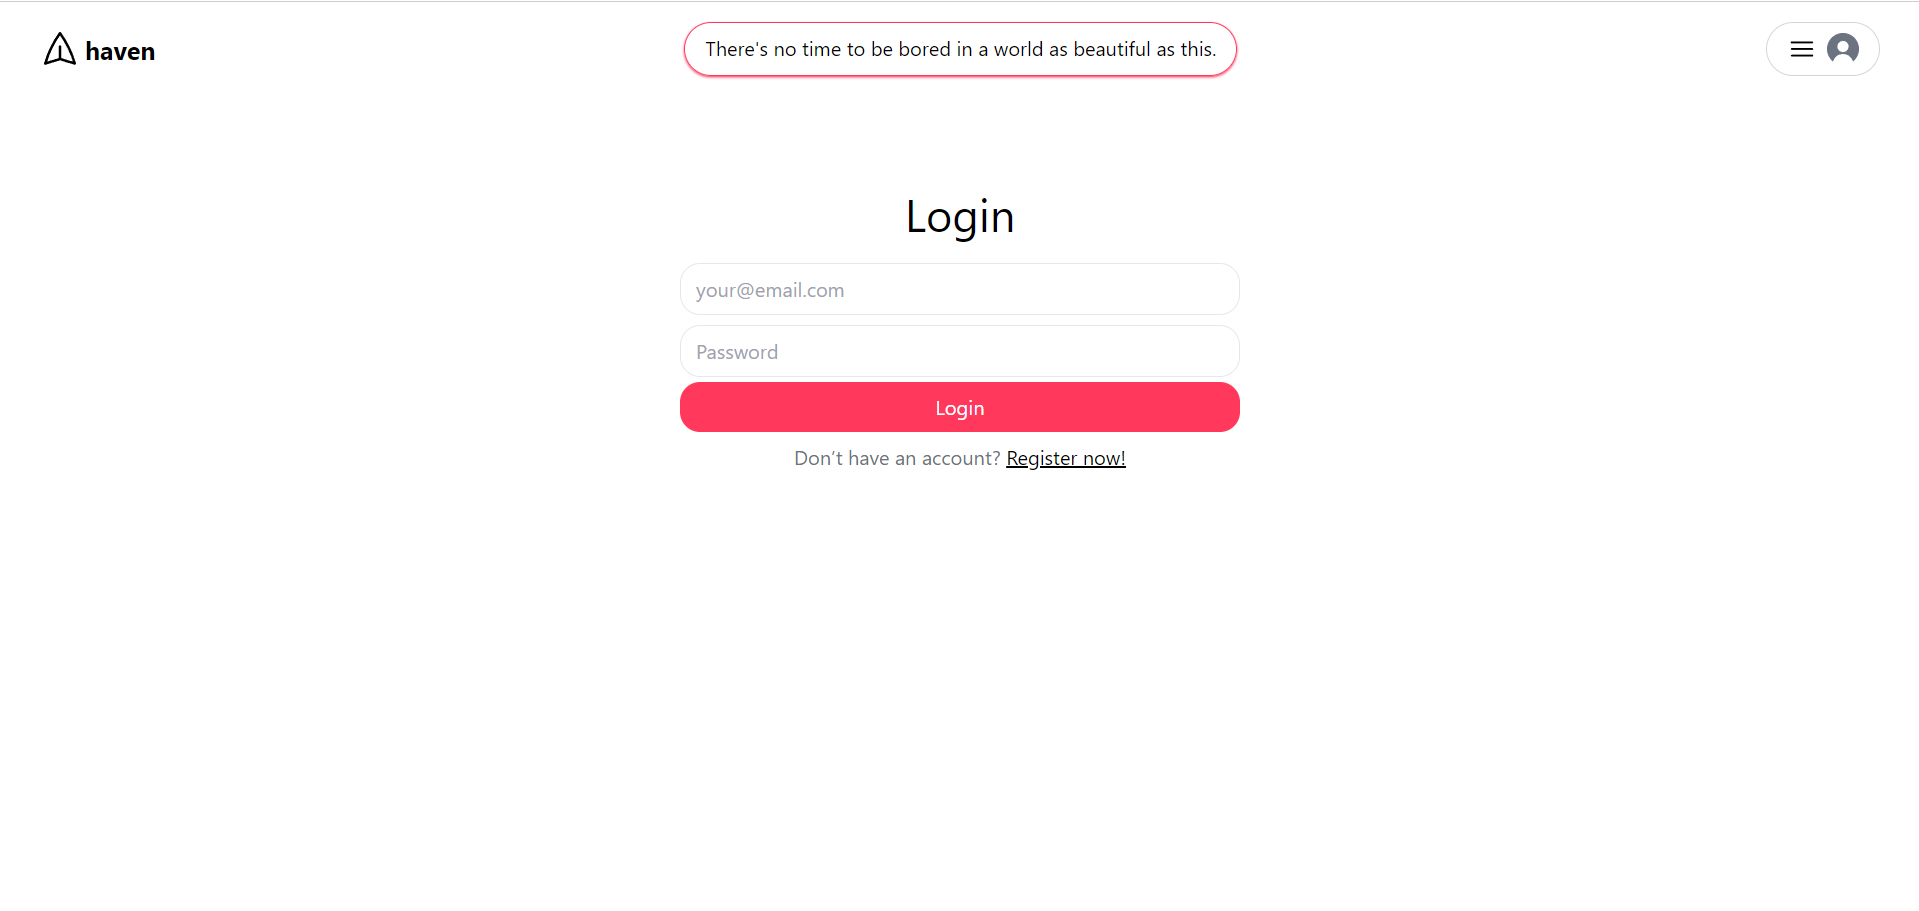 haven
There's no time to be bored in a world as beautiful as this.
Login
your@email.com
Password
Login
Don’t have an account? Register now!